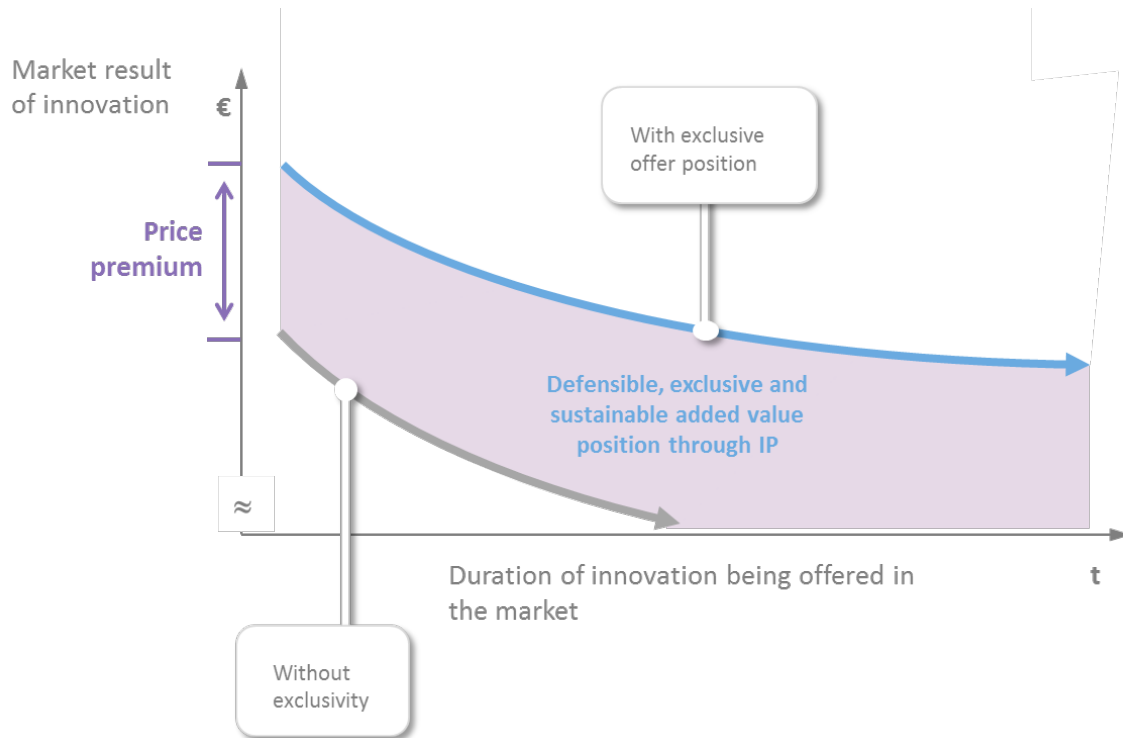 Market result
of innovation
€
With exclusive
offer position
Price
premium
Defensible, exclusive and
sustainable added value
position through IP
≈
Duration of innovation being offered in
the market
t
Without
exclusivity